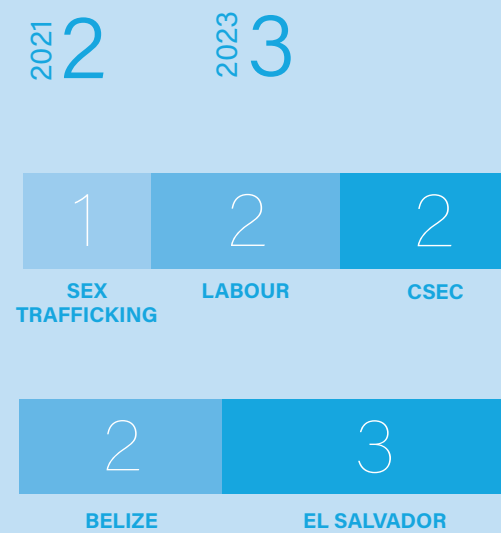 2021 2 2023 3
1 2 2
SEX LABOUR CSEC
TRAFFICKING
2 3
BELIZE EL SALVADOR